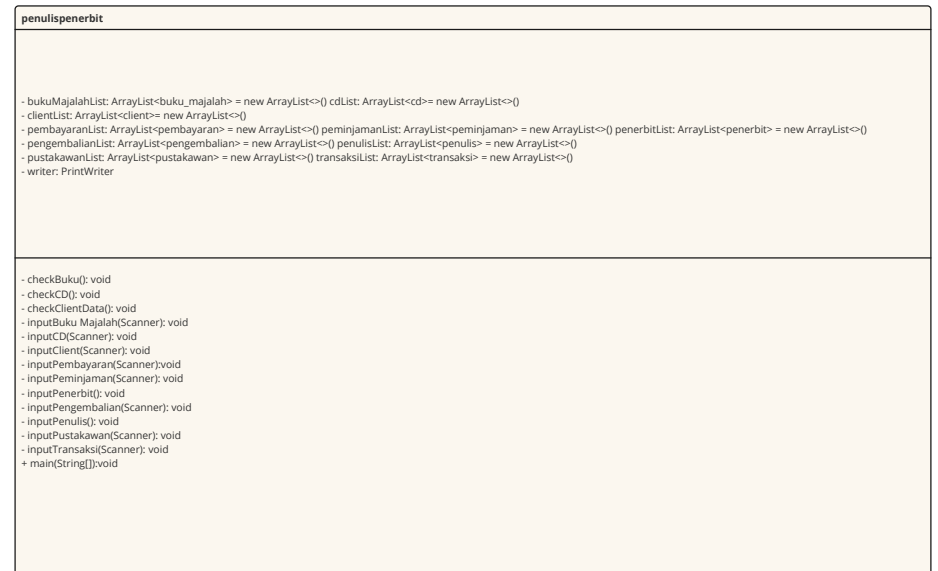 penulispenerbit
- bukuMajalahList: ArrayList<buku_majalah> = new ArrayList<>() cdList: ArrayList<cd>= new ArrayList<>()
- clientList: ArrayList<client>= new ArrayList<>()
- pembayaranList: ArrayList<pembayaran> = new ArrayList<>() peminjamanList: ArrayList<peminjaman> = new ArrayList<>() penerbitList: ArrayList<penerbit> = new ArrayList<>()
- pengembalianList: ArrayList<pengembalian> = new ArrayList<>() penulisList: ArrayList<penulis> = new ArrayList<>()
- pustakawanList: ArrayList<pustakawan> = new ArrayList<>() transaksiList: ArrayList<transaksi> = new ArrayList<>()
- writer: PrintWriter
- checkBuku(): void
- checkCD(): void
- checkClientData(): void
- inputBuku Majalah(Scanner): void
- inputCD(Scanner): void
- inputClient(Scanner): void
- inputPembayaran(Scanner):void
- inputPeminjaman(Scanner): void
- inputPenerbit(): void
- inputPengembalian(Scanner): void
- inputPenulis(): void
- inputPustakawan(Scanner): void
- inputTransaksi(Scanner): void
+ main(String[]):void